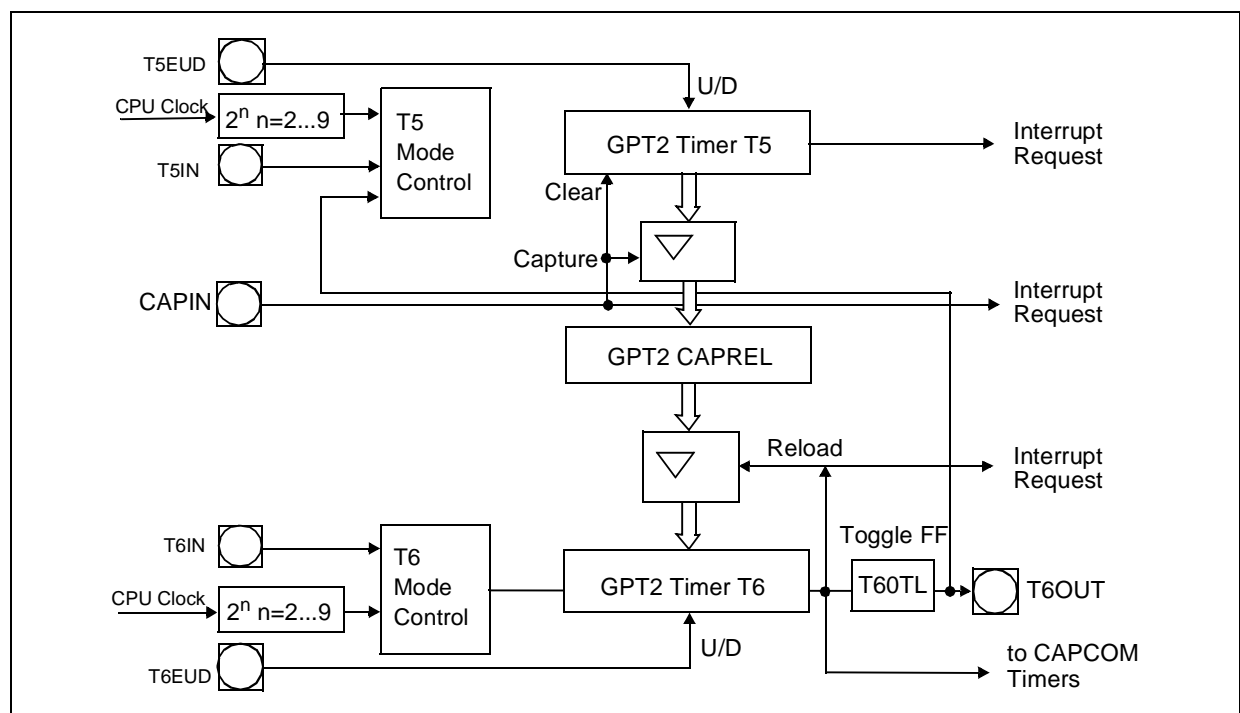 T5EUD
CPU Clock
2ⁿ n=2...9
T5IN
T5
Mode
Control
U/D
GPT2 Timer T5
Interrupt
Request
Clear
Capture
CAPIN
Interrupt
Request
GPT2 CAPREL
Reload
Interrupt
Request
T6IN
T6
Mode
Control
Toggle FF
GPT2 Timer T6
T60TL
T6OUT
CPU Clock
2ⁿ n=2...9
U/D
T6EUD
to CAPCOM
Timers